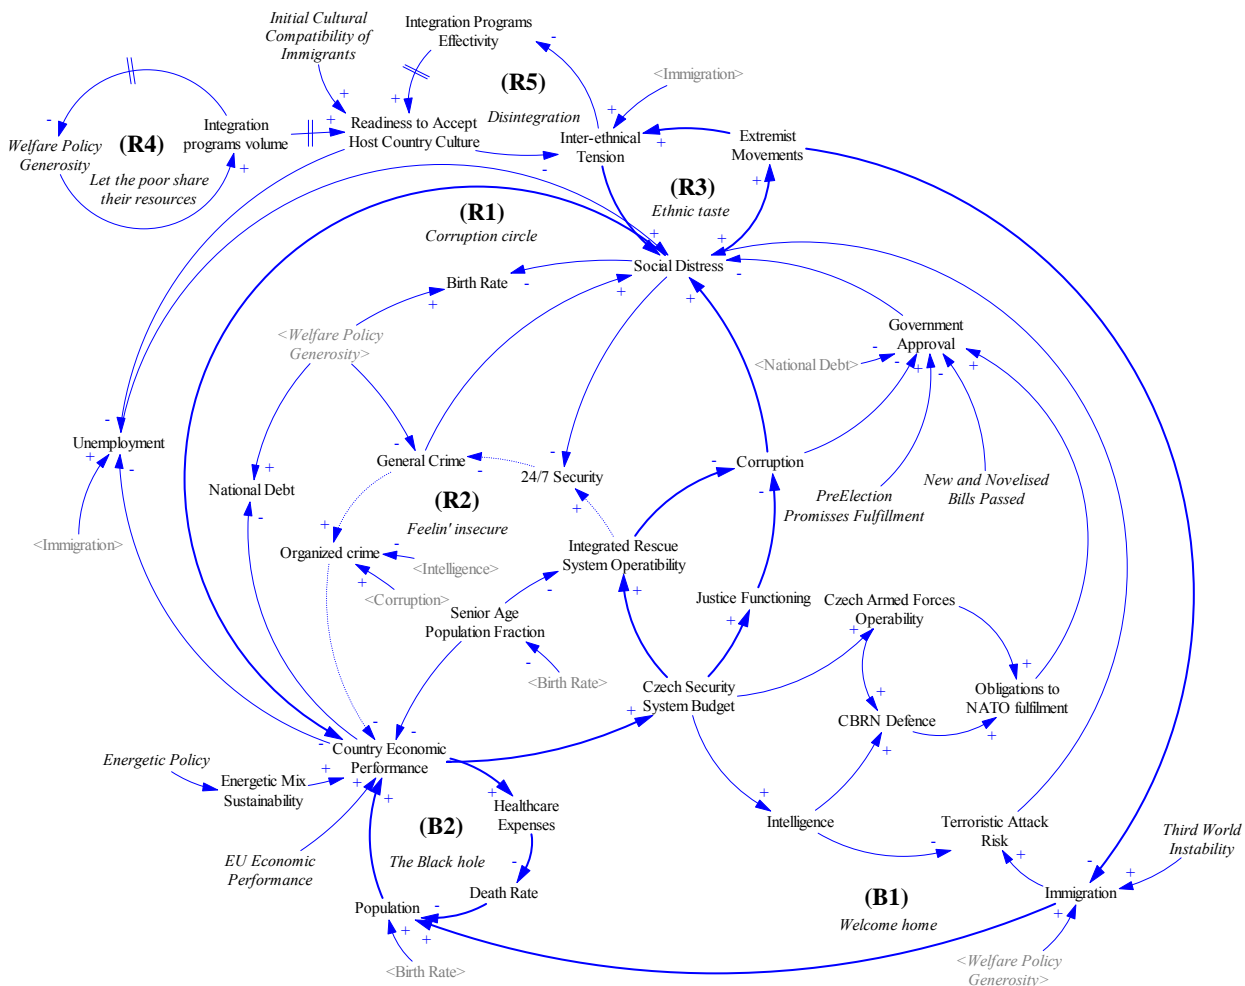 Initial Cultural
Compatibility of
Immigrants
Integration Programs
Effectivity
(R5)
Disintegration
<Immigration>
Integration
programs volume
Welfare Policy
Generosity
(R4)
Let the poor share
their resources
Readiness to Accept
Host Country Culture
Inter-ethnical
Tension
Extremist
Movements
(R3)
Ethnic taste
(R1)
Corruption circle
Social Distress
Birth Rate
<Welfare Policy
Generosity>
Government
Approval
<National Debt>
Unemployment
General Crime
24/7 Security
Corruption
National Debt
(R2)
Feelin' insecure
PreElection
Promisses Fulfillment
New and Novelised
Bills Passed
<Immigration>
Organized crime
<Intelligence>
<Corruption>
Integrated Rescue
System Operatibility
Senior Age
Population Fraction
Justice Functioning
Czech Armed Forces
Operability
<Birth Rate>
Czech Security
System Budget
Obligations to
NATO fulfilment
CBRN Defence
Country Economic
Performance
Energetic Policy
Energetic Mix
Sustainability
Healthcare
Expenses
(B2)
The Black hole
EU Economic
Performance
Intelligence
Terroristic Attack
Risk
Third World
Instability
Death Rate
Population
(B1)
Welcome home
Immigration
<Birth Rate>
<Welfare Policy
Generosity>